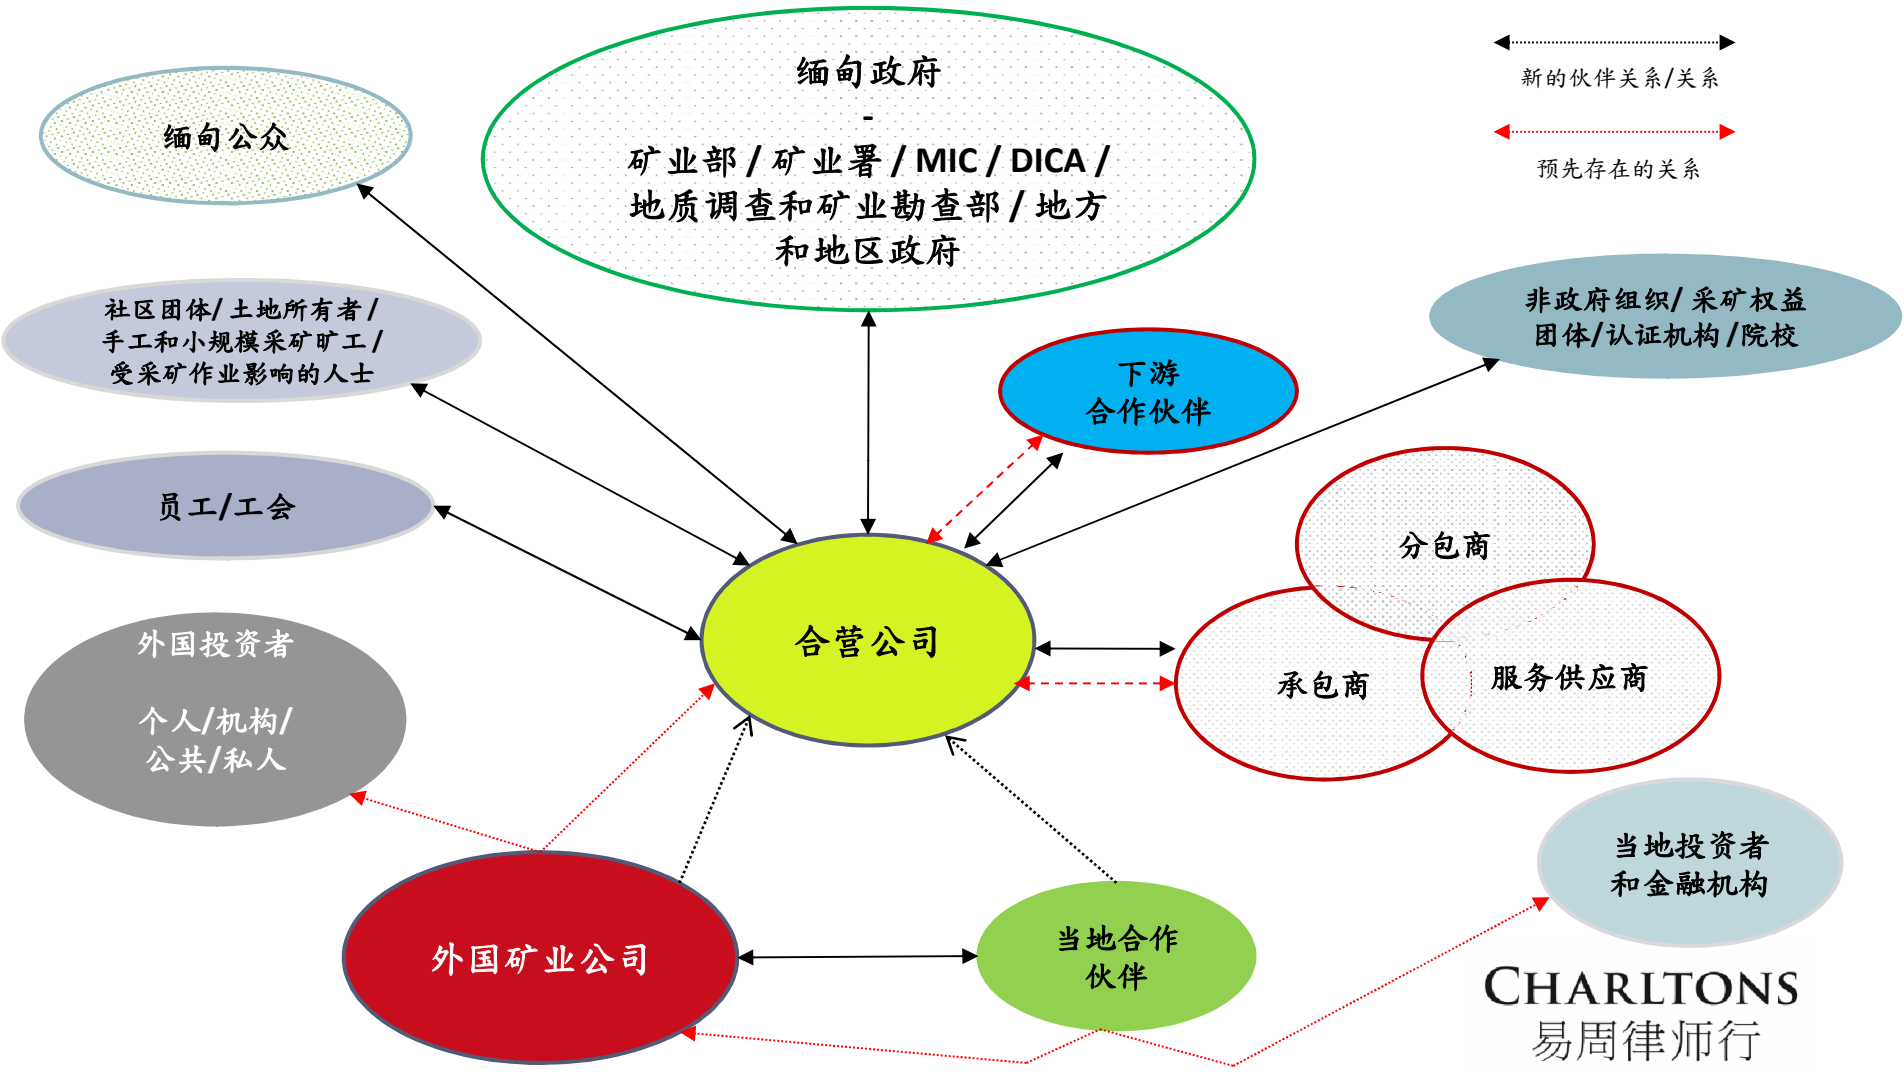 缅甸政府
-
矿业部 / 矿业署 / MIC / DICA /
地质调查和矿业勘查部 / 地方
和地区政府
新的伙伴关系/关系
预先存在的关系
缅甸公众
社区团体/ 土地所有者 /
手工和小规模采矿旷工 /
受采矿作业影响的人士
非政府组织/ 采矿权益
团体/认证机构 /院校
下游
合作伙伴
员工/工会
分包商
合营公司
承包商
服务供应商
外国投资者
个人/机构/
公共/私人
当地投资者
和金融机构
外国矿业公司
当地合作
伙伴
CHARLTONS
易周律师行